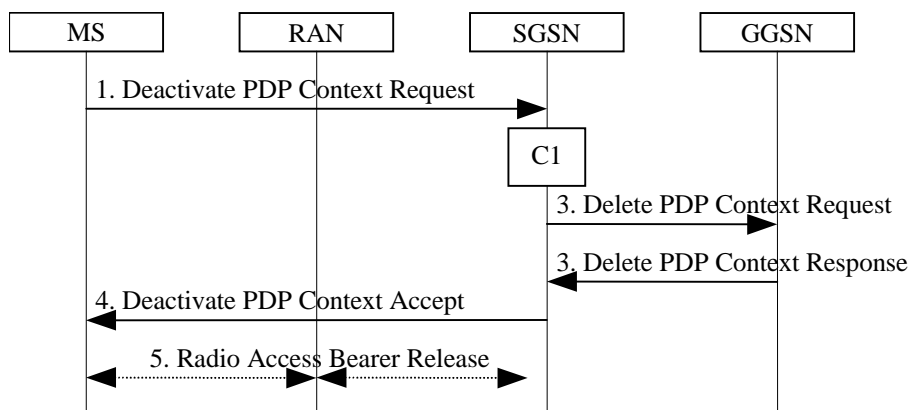 MS RAN SGSN GGSN
1. Deactivate PDP Context Request
C1
3. Delete PDP Context Request
3. Delete PDP Context Response
4. Deactivate PDP Context Accept
5. Radio Access Bearer Release